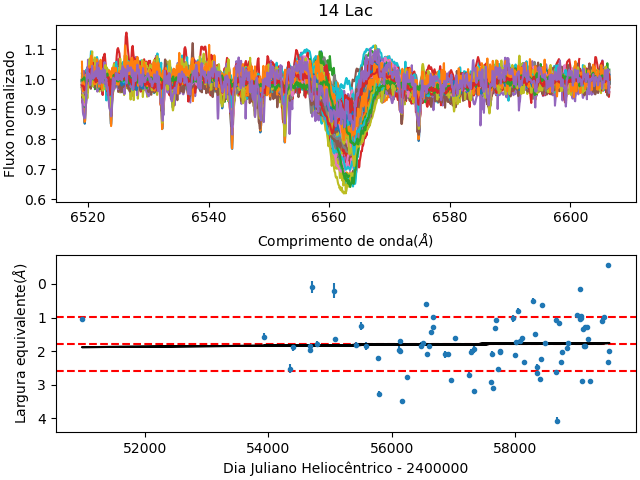 14 Lac
Fluxo normalizado
1.1
1.0
0.9
0.8
0.7
0.6
6520 6540 6560 6580 6600
Comprimento de onda(Å)
Largura equivalente(Å)
0
1
2
3
4
52000 54000 56000 58000
Dia Juliano Heliocêntrico - 2400000